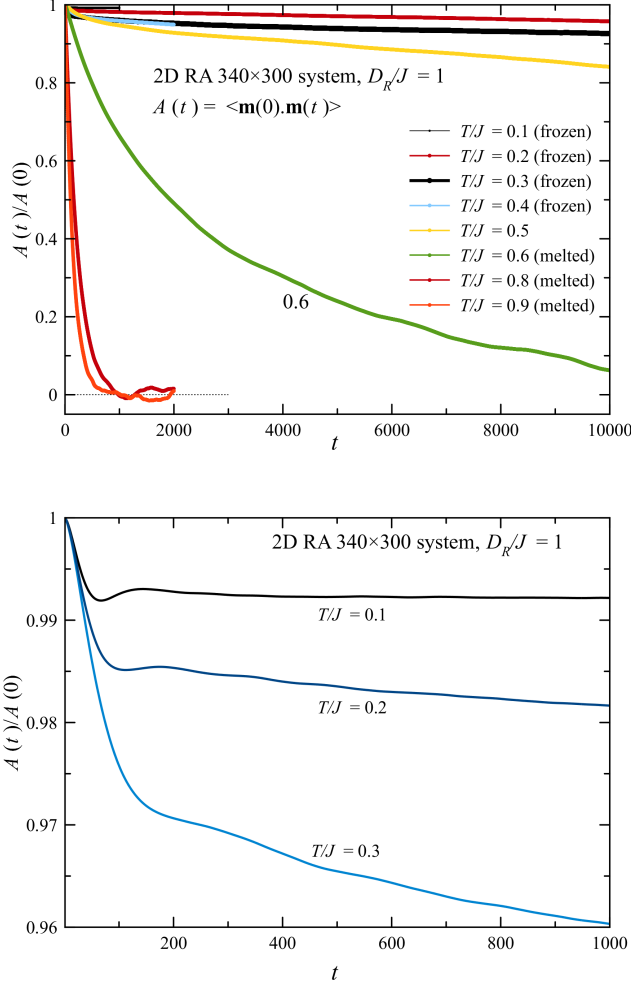 1
0.8
0.6
0.4
0.2
0
A(t)/A(0)
2D RA 340×300 system, D_R/J = 1
A(t) = <m(0).m(t)>
T/J = 0.1 (frozen)
T/J = 0.2 (frozen)
T/J = 0.3 (frozen)
T/J = 0.4 (frozen)
T/J = 0.5
T/J = 0.6 (melted)
T/J = 0.8 (melted)
T/J = 0.9 (melted)
0.6
0 2000 4000 6000 8000 10000
t
1
0.99
0.98
0.97
0.96
A(t)/A(0)
2D RA 340×300 system, D_R/J = 1
T/J = 0.1
T/J = 0.2
T/J = 0.3
200 400 600 800 1000
t